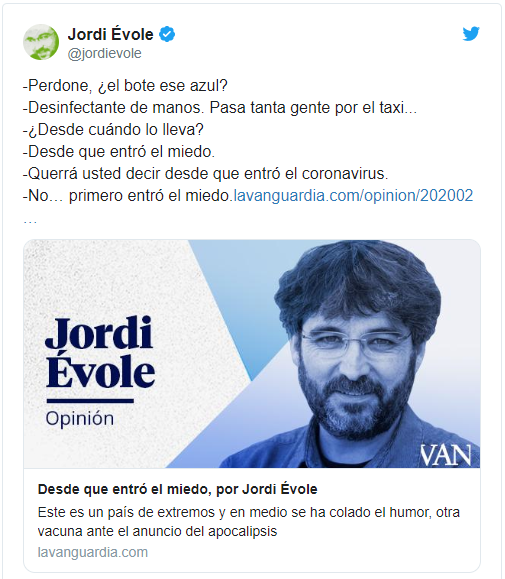 Jordi Évole
@jordievole
-Perdone, ¿el bote ese azul?
-Desinfectante de manos. Pasa tanta gente por el taxi...
-¿Desde cuándo lo lleva?
-Desde que entró el miedo.
-Querrá usted decir desde que entró el coronavirus.
-No… primero entró el miedo.lavanguardia.com/opinion/202002
…
Jordi
Évole
Opinión
VAN
Desde que entró el miedo, por Jordi Évole
Este es un país de extremos y en medio se ha colado el humor, otra
vacuna ante el anuncio del apocalipsis
lavanguardia.com